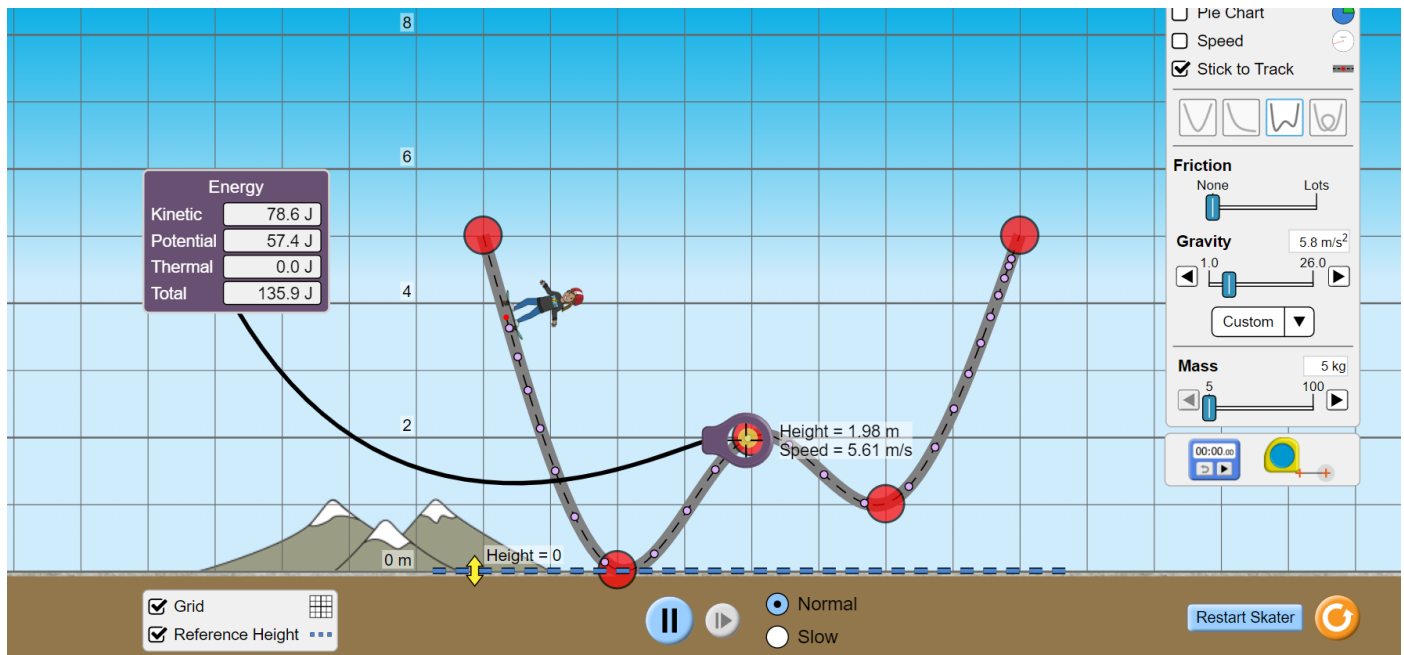 8
6
4
2
0 m
Energy
Kinetic 78.6 J
Potential 57.4 J
Thermal 0.0 J
Total 135.9 J
Height = 1.98 m
Speed = 5.61 m/s
Height = 0
Pie Chart
Speed
Stick to Track
Friction
None Lots
Gravity 5.8 m/s²
1.0 26.0
Custom
Mass 5 kg
5 100
00:00.00
Grid
Reference Height
Normal
Slow
Restart Skater